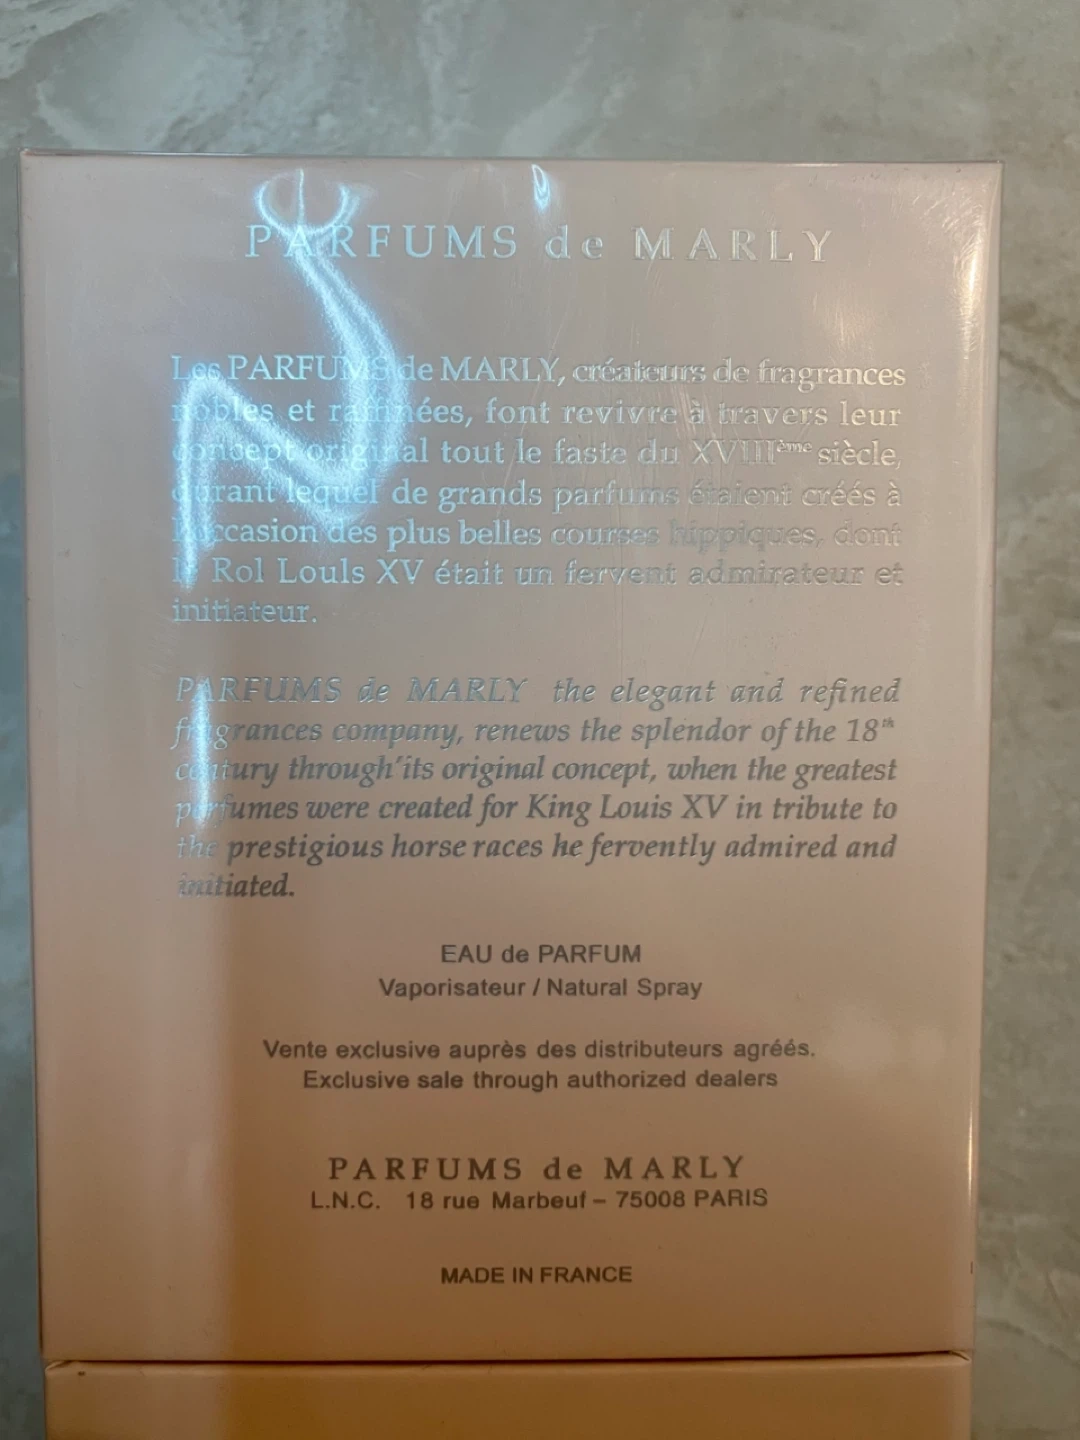 PARFUMS de MARLY
Les PARFUMS de MARLY, créateurs de fragrances
nobles et raffinées, font revivre à travers leur
concept original tout le faste du XVIIIème siècle,
durant lequel de grands parfums étaient créés à
l'occasion des plus belles courses hippiques, dont
le Rol Louls XV était un fervent admirateur et
initiateur.
PARFUMS de MARLY the elegant and refined
fragrances company, renews the splendor of the 18th
century through'its original concept, when the greatest
perfumes were created for King Louis XV in tribute to
the prestigious horse races he fervently admired and
initiated.
EAU de PARFUM
Vaporisateur / Natural Spray
Vente exclusive auprès des distributeurs agréés.
Exclusive sale through authorized dealers
PARFUMS de MARLY
L.N.C. 18 rue Marbeuf – 75008 PARIS
MADE IN FRANCE